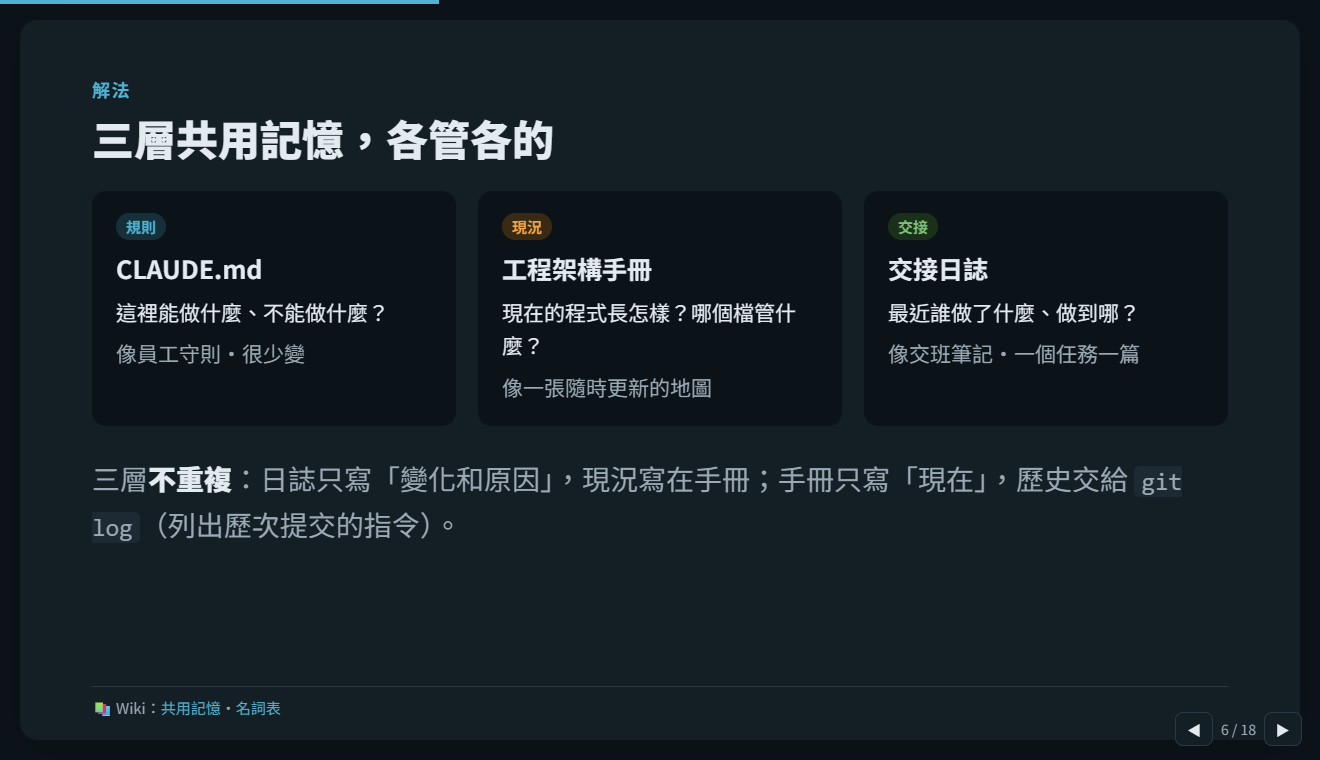 解法
三層共用記憶，各管各的
規則
CLAUDE.md
這裡能做什麼、不能做什麼？
像員工守則・很少變
現況
工程架構手冊
現在的程式長怎樣？哪個檔管什
麼？
像一張隨時更新的地圖
交接
交接日誌
最近誰做了什麼、做到哪？
像交班筆記・一個任務一篇
三層不重複：日誌只寫「變化和原因」，現況寫在手冊；手冊只寫「現在」，歷史交給 git
log（列出歷次提交的指令）。
Wiki：共用記憶・名詞表
6 / 18